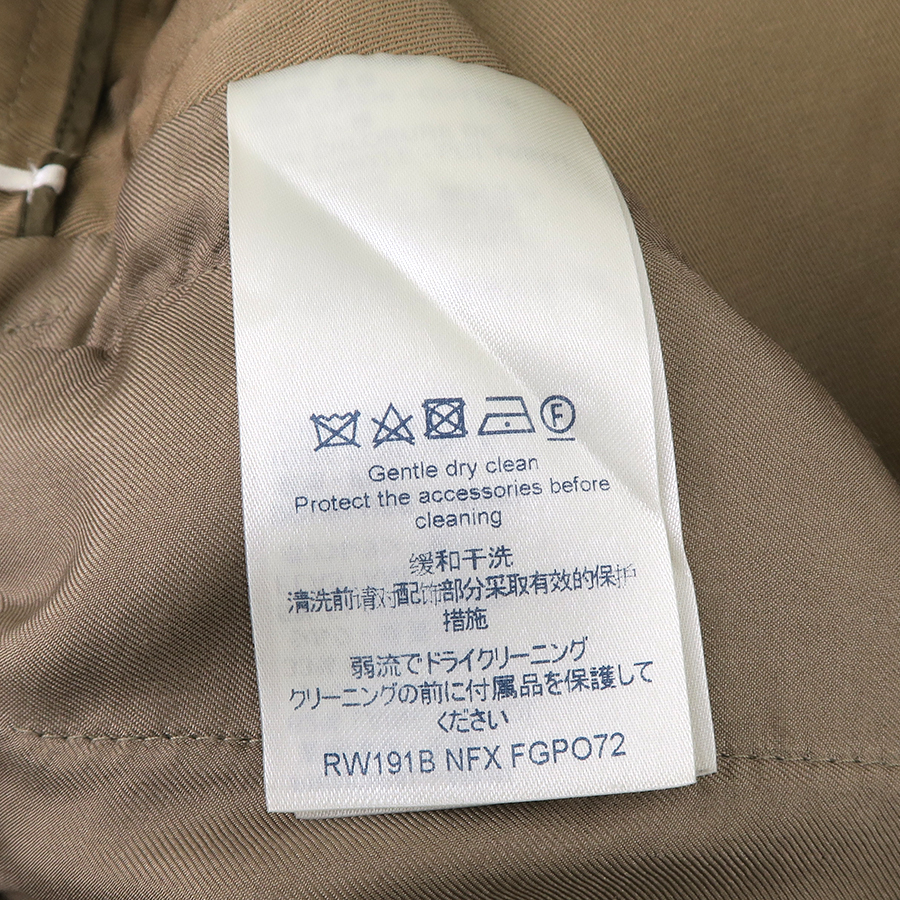 F
Gentle dry clean
Protect the accessories before
cleaning
缓和干洗
清洗前请对配饰部分采取有效的保护
措施
弱流でドライクリーニング
クリーニングの前に付属品を保護して
ください
RW191B NFX FGPO72